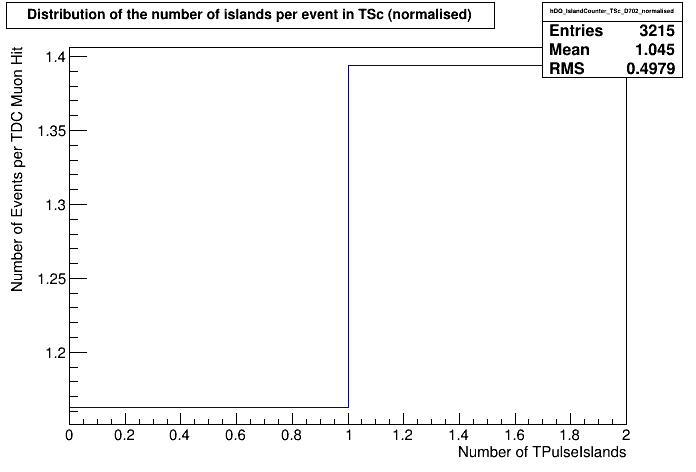 Distribution of the number of islands per event in TSc (normalised)
hDQ_IslandCounter_TSc_D702_normalised
Entries 3215
Mean 1.045
RMS 0.4979
Number of Events per TDC Muon Hit
1.4
1.35
1.3
1.25
1.2
0 0.2 0.4 0.6 0.8 1 1.2 1.4 1.6 1.8 2
Number of TPulseIslands